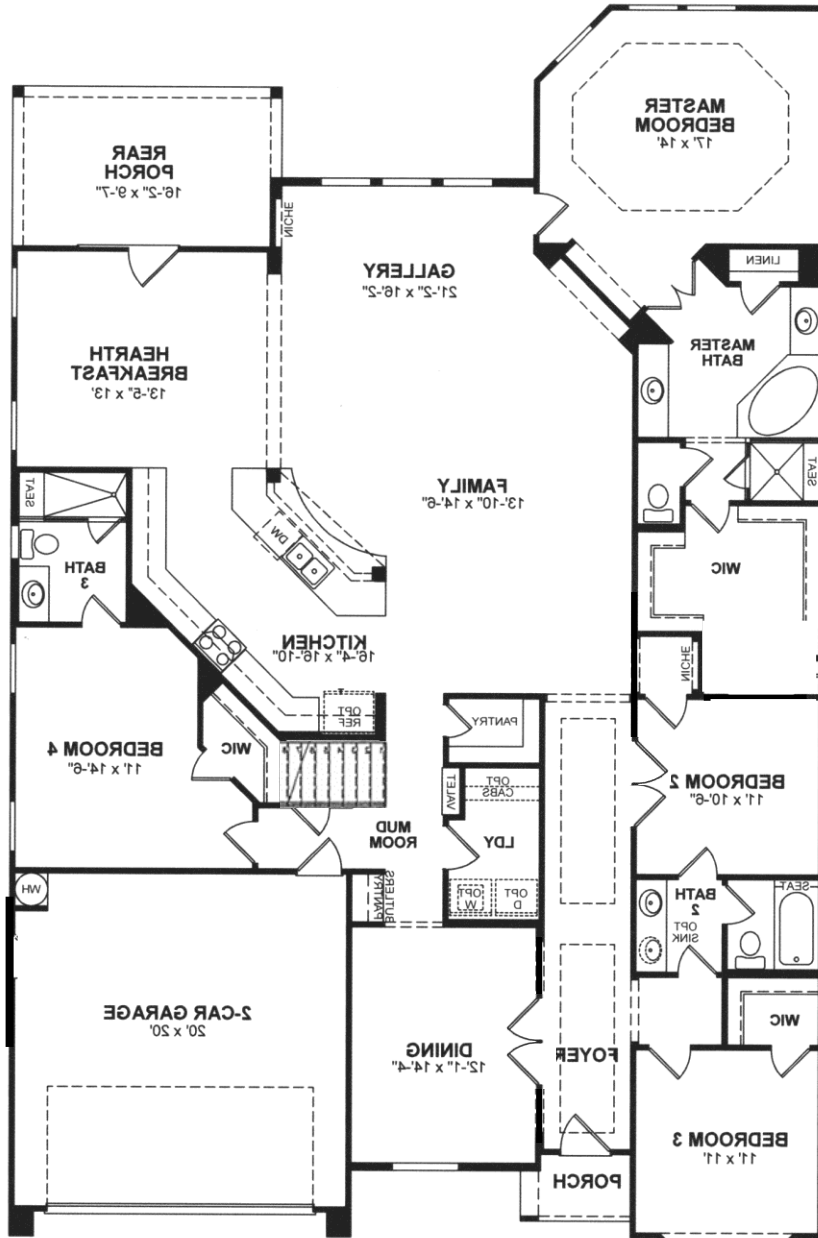 MASTER
BEDROOM
17' x 14'
REAR
PORCH
16'-2" x 9'-7"
NICHE
GALLERY
21'-2" x 16'-2"
LINEN
MASTER
BATH
HEARTH
BREAKFAST
13'-5" x 13'
SEAT
FAMILY
13'-10" x 14'-6"
SEAT
DW
BATH
3
WIC
KITCHEN
16'-4" x 16'-10"
NICHE
OPT
REF
PANTRY
BEDROOM 4
11' x 14'-6"
WIC
VALET
OPT
CABS
BEDROOM 2
11' x 10'-6"
MUD
ROOM
LDY
WH
BUTLERS
PANTRY
OPT
W
OPT
D
BATH
2
OPT
SINK
SEAT
2-CAR GARAGE
20' x 20'
DINING
12'-1" x 14'-4"
FOYER
WIC
BEDROOM 3
11' x 11'
PORCH